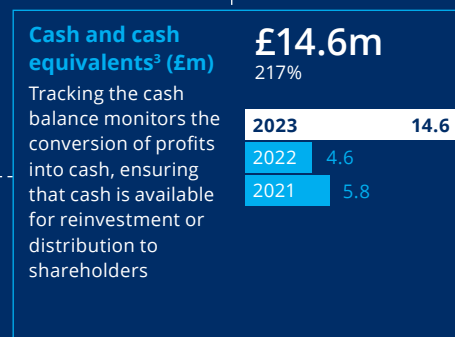 Cash and cash
equivalents³ (£m)
Tracking the cash
balance monitors the
conversion of profits
into cash, ensuring
that cash is available
for reinvestment or
distribution to
shareholders
£14.6m
217%
2023 14.6
2022 4.6
2021 5.8